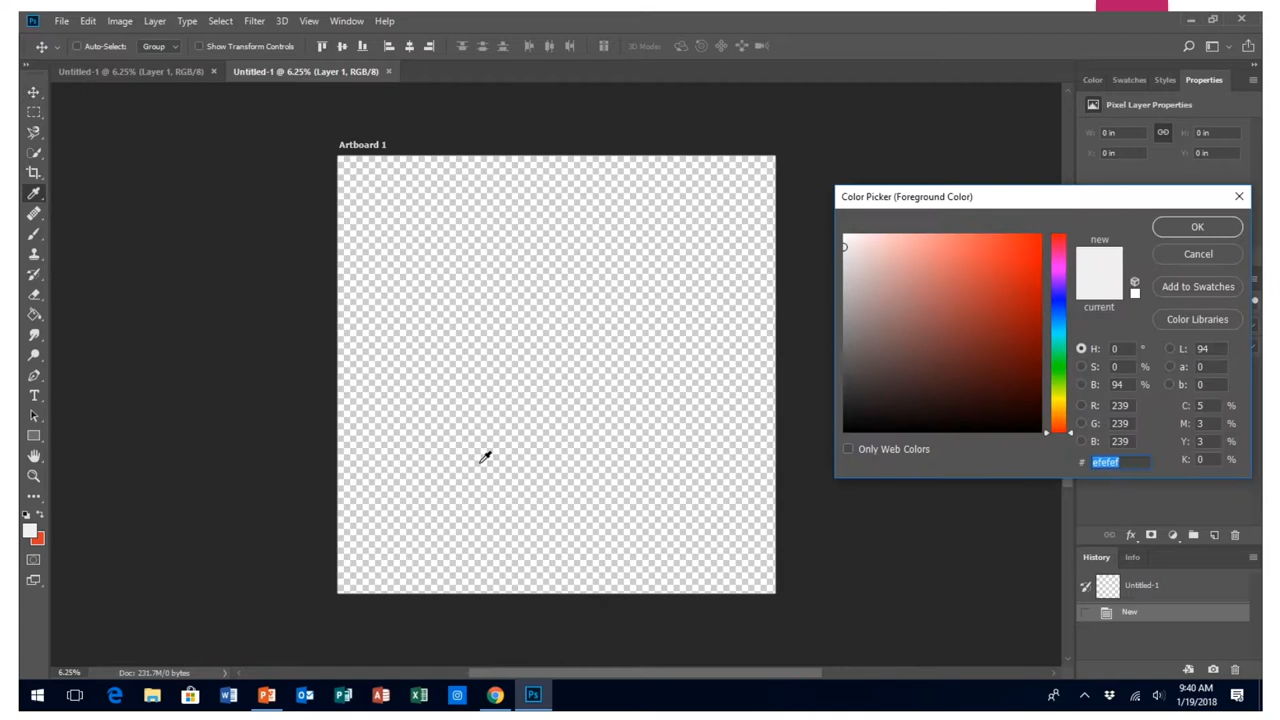 Ps File Edit Image Layer Type Select Filter 3D View Window Help
Auto-Select: Group Show Transform Controls 3D Mode:
Untitled-1 @ 6.25% (Layer 1, RGB/8) × Untitled-1 @ 6.25% (Layer 1, RGB/8) ×
Color Swatches Styles Properties
Pixel Layer Properties
W: 0 in H: 0 in
X: 0 in Y: 0 in
Artboard 1
Color Picker (Foreground Color)
new
current
OK
Cancel
Add to Swatches
Color Libraries
H: 0 ° L: 94
S: 0 % a: 0
B: 94 % b: 0
R: 239 C: 5 %
G: 239 M: 3 %
B: 239 Y: 3 %
# efefef K: 0 %
Only Web Colors
T
fx
History Info
Untitled-1
New
6.25% Doc: 231.7M/0 bytes
Ps
9:40 AM
1/19/2018